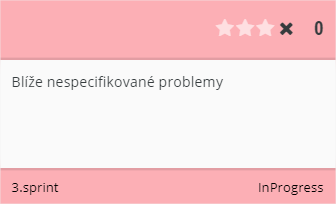 0
Blíže nespecifikované problemy
3.sprint InProgress